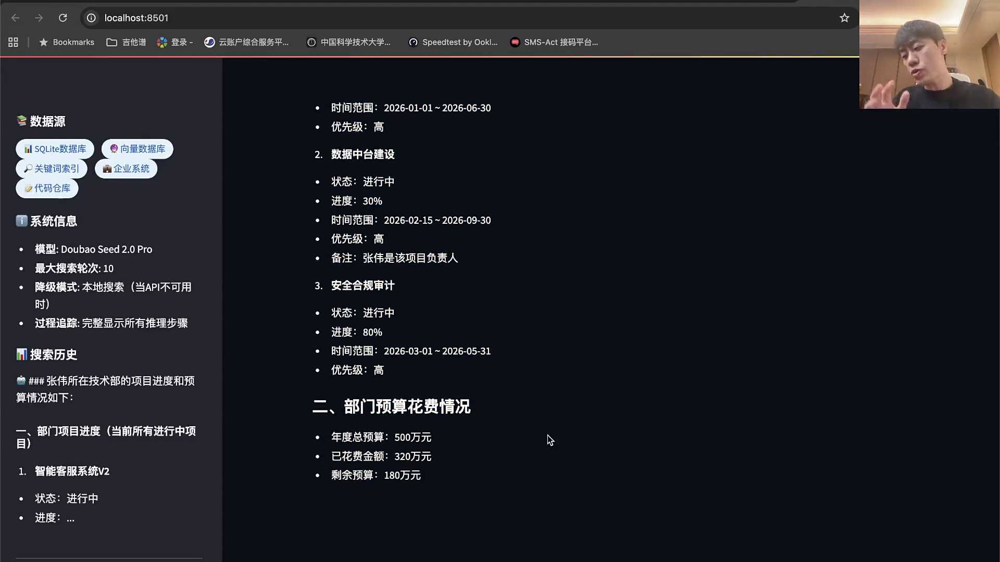 localhost:8501
Bookmarks
吉他谱
登录 -
云账户综合服务平...
中国科学技术大学...
Speedtest by Ookl...
SMS-Act 接码平台...
数据源
SQLite数据库
向量数据库
关键词索引
企业系统
代码仓库
系统信息
模型: Doubao Seed 2.0 Pro
最大搜索轮次: 10
降级模式: 本地搜索（当API不可用
时）
过程追踪: 完整显示所有推理步骤
搜索历史
### 张伟所在技术部的项目进度和预
算情况如下：
一、部门项目进度（当前所有进行中项
目）
1. 智能客服系统V2
状态：进行中
进度：...
时间范围：2026-01-01 ~ 2026-06-30
优先级：高
2. 数据中台建设
状态：进行中
进度：30%
时间范围：2026-02-15 ~ 2026-09-30
优先级：高
备注：张伟是该项目负责人
3. 安全合规审计
状态：进行中
进度：80%
时间范围：2026-03-01 ~ 2026-05-31
优先级：高
二、部门预算花费情况
年度总预算：500万元
已花费金额：320万元
剩余预算：180万元